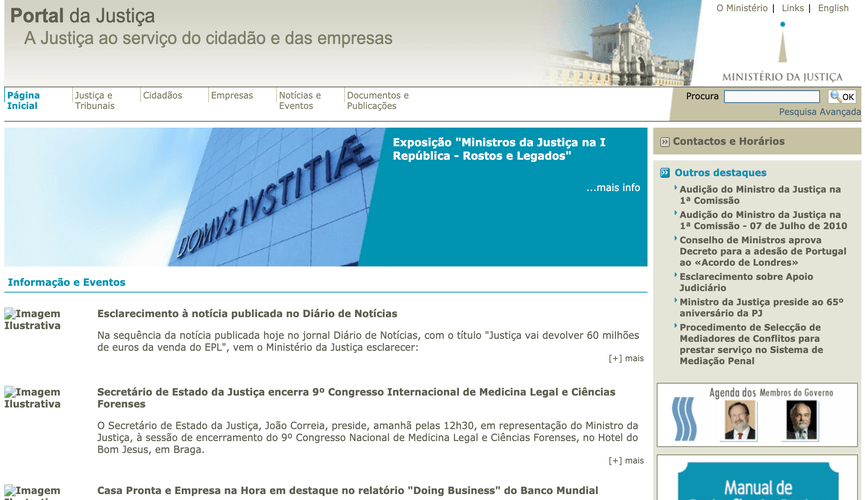 Portal da Justiça
A Justiça ao serviço do cidadão e das empresas
O Ministério | Links | English
MINISTÉRIO DA JUSTIÇA
Página
Inicial
Justiça e
Tribunais
Cidadãos
Empresas
Notícias e
Eventos
Documentos e
Publicações
Procura
OK
Pesquisa Avançada
DOMVS IVSTITIÆ
Exposição "Ministros da Justiça na I
República - Rostos e Legados"
...mais info
Informação e Eventos
Imagem
Ilustrativa
Esclarecimento à notícia publicada no Diário de Notícias
Na sequência da notícia publicada hoje no jornal Diário de Notícias, com o título "Justiça vai devolver 60 milhões
de euros da venda do EPL", vem o Ministério da Justiça esclarecer:
[+] mais
Imagem
Ilustrativa
Secretário de Estado da Justiça encerra 9º Congresso Internacional de Medicina Legal e Ciências
Forenses
O Secretário de Estado da Justiça, João Correia, preside, amanhã pelas 12h30, em representação do Ministro da
Justiça, à sessão de encerramento do 9º Congresso Nacional de Medicina Legal e Ciências Forenses, no Hotel do
Bom Jesus, em Braga.
[+] mais
Imagem
Casa Pronta e Empresa na Hora em destaque no relatório "Doing Business" do Banco Mundial
Contactos e Horários
Outros destaques
Audição do Ministro da Justiça na
1ª Comissão
Audição do Ministro da Justiça na
1ª Comissão - 07 de Julho de 2010
Conselho de Ministros aprova
Decreto para a adesão de Portugal
ao «Acordo de Londres»
Esclarecimento sobre Apoio
Judiciário
Ministro da Justiça preside ao 65º
aniversário da PJ
Procedimento de Selecção de
Mediadores de Conflitos para
prestar serviço no Sistema de
Mediação Penal
Agenda dos Membros do Governo
Manual de